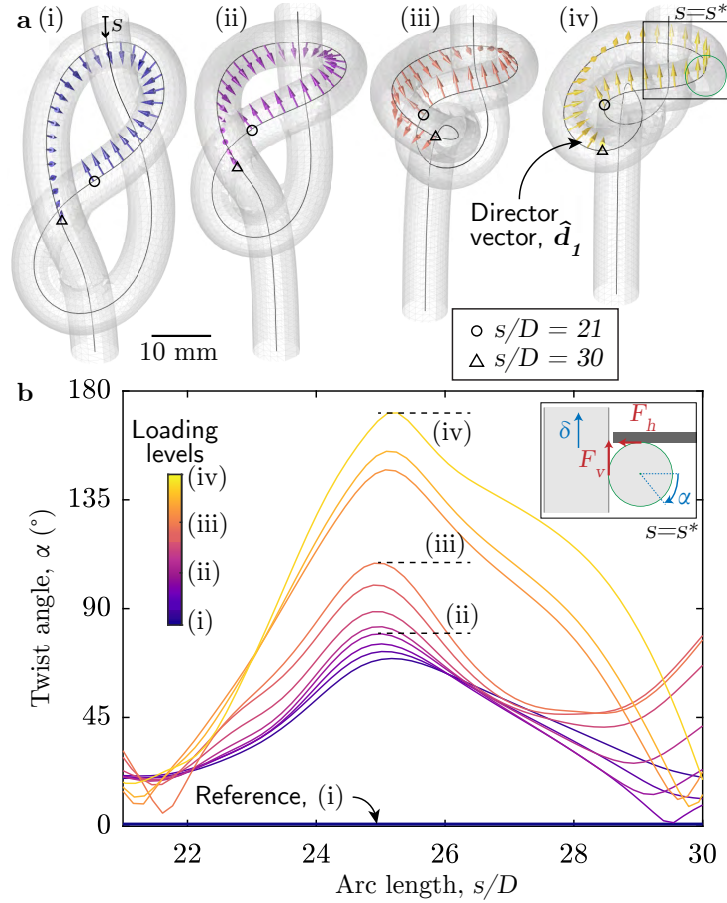 a (i) (ii) (iii) (iv) s=s*
s
Director
vector, d̂₁
10 mm
s/D = 21
s/D = 30
b
180
135
90
45
0
Twist angle, α (°)
Loading
levels
(iv)
(iii)
(ii)
(i)
(iv)
(iii)
(ii)
Reference, (i)
δ
F_h
F_v
α
s=s*
22 24 26 28 30
Arc length, s/D